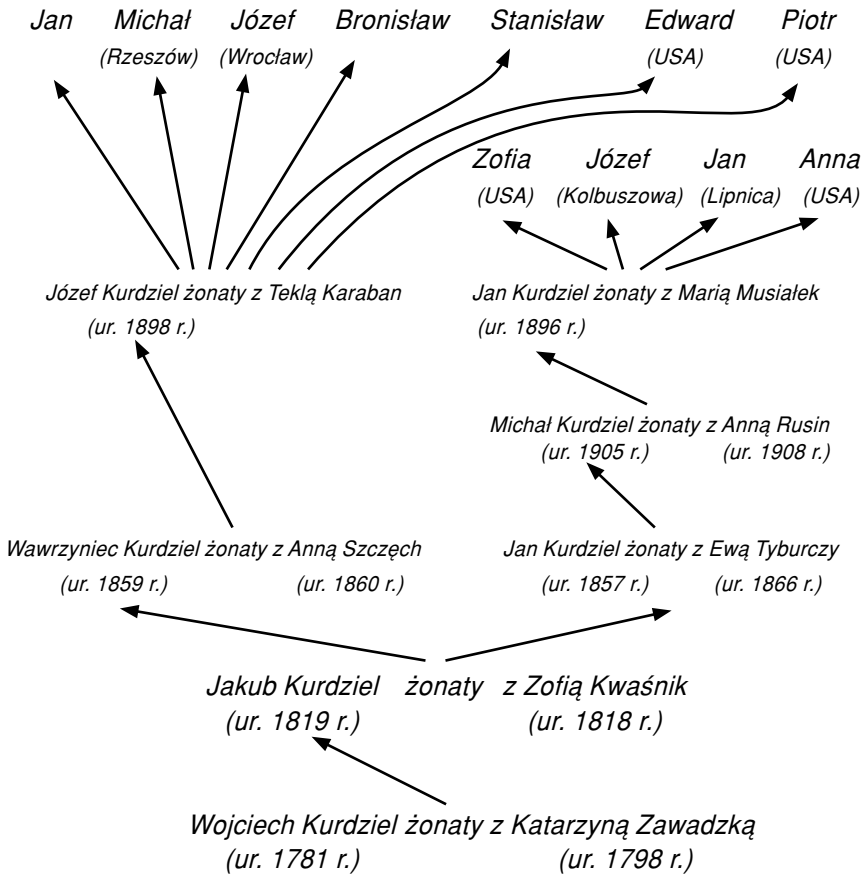 Jan Michał Józef Bronisław Stanisław Edward Piotr
(Rzeszów) (Wrocław) (USA) (USA)
Zofia Józef Jan Anna
(USA) (Kolbuszowa) (Lipnica) (USA)
Józef Kurdziel żonaty z Teklą Karaban Jan Kurdziel żonaty z Marią Musiałek
(ur. 1898 r.) (ur. 1896 r.)
Michał Kurdziel żonaty z Anną Rusin
(ur. 1905 r.) (ur. 1908 r.)
Wawrzyniec Kurdziel żonaty z Anną Szczęch Jan Kurdziel żonaty z Ewą Tyburczy
(ur. 1859 r.) (ur. 1860 r.) (ur. 1857 r.) (ur. 1866 r.)
Jakub Kurdziel żonaty z Zofią Kwaśnik
(ur. 1819 r.) (ur. 1818 r.)
Wojciech Kurdziel żonaty z Katarzyną Zawadzką
(ur. 1781 r.) (ur. 1798 r.)